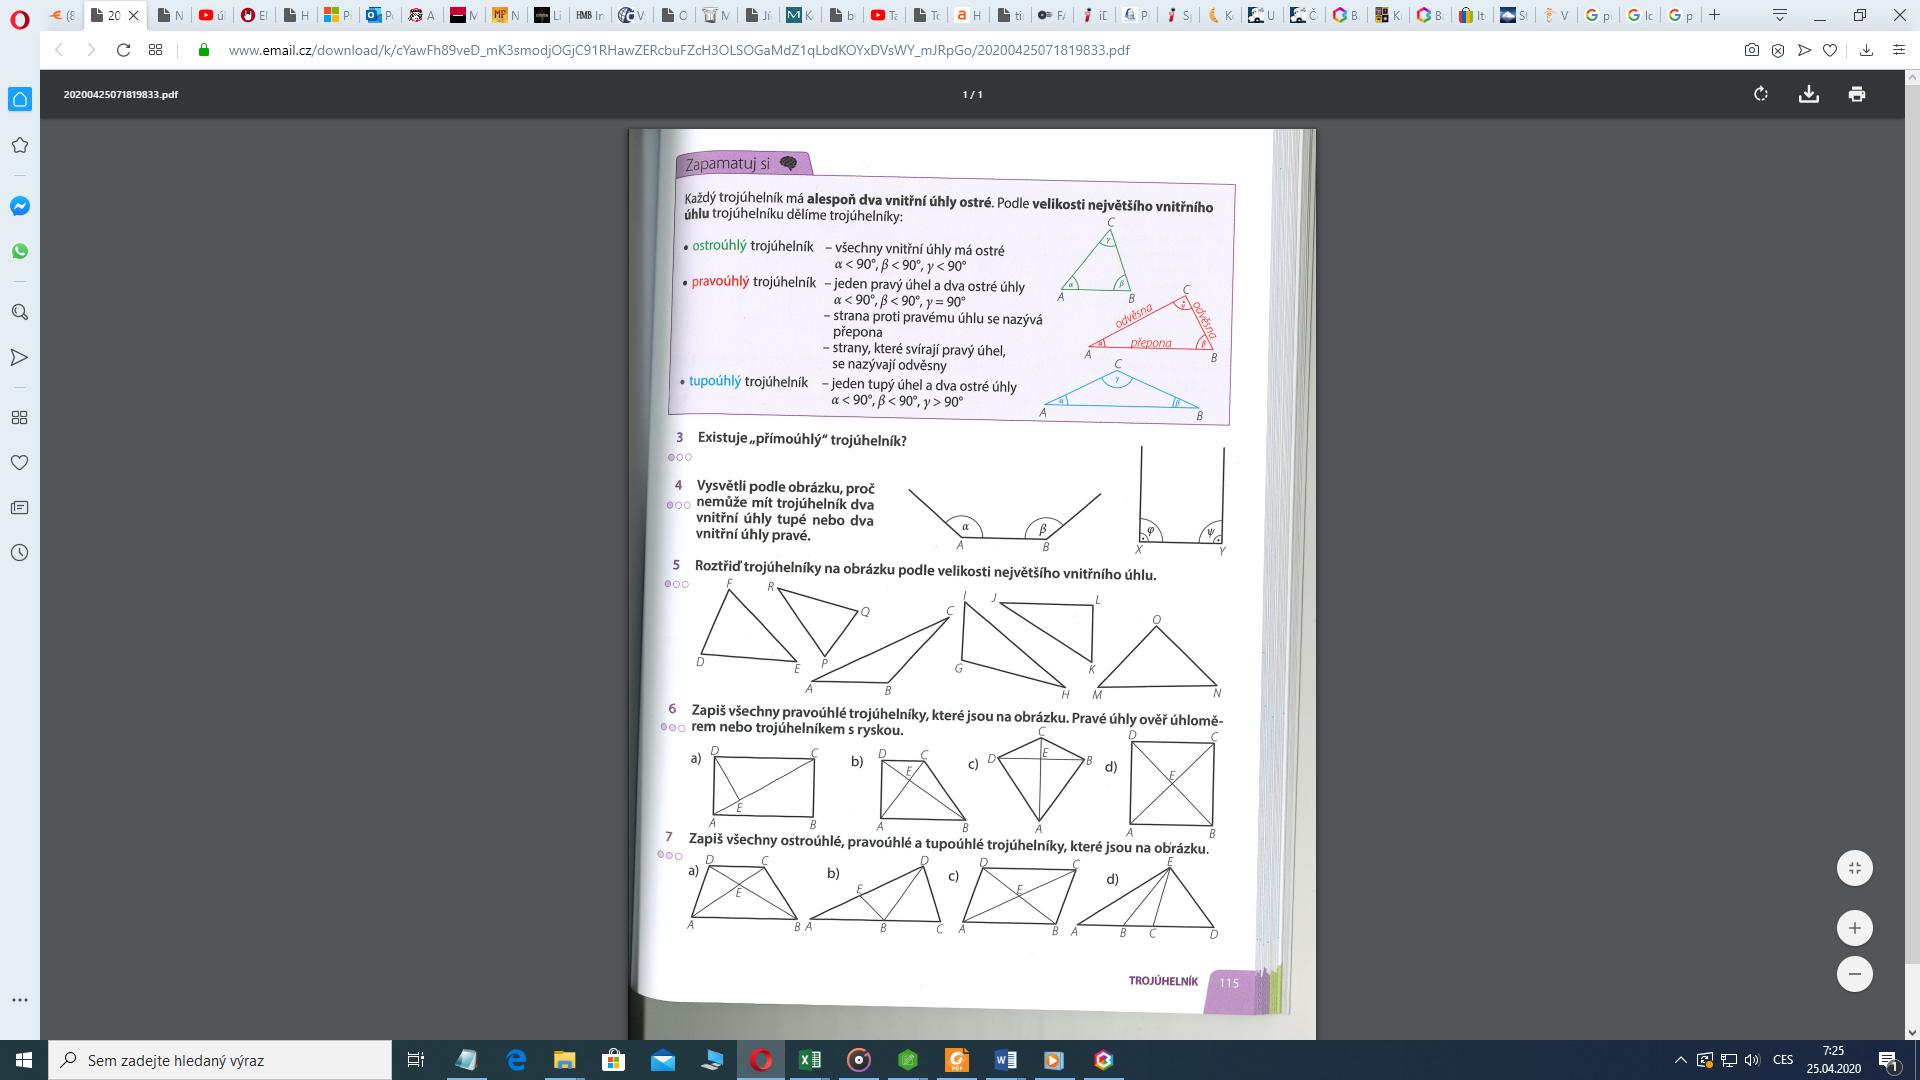 20
www.email.cz/download/k/cYawFh89veD_mK3smodjOGjC91RHawZERcbuFZcH3OLSOGaMdZ1qLbdKOYxDVsWY_mJRpGo/20200425071819833.pdf
20200425071819833.pdf
1 / 1
Zapamatuj si
Každý trojúhelník má alespoň dva vnitřní úhly ostré. Podle velikosti největšího vnitřního
úhlu trojúhelníku dělíme trojúhelníky:
• ostroúhlý trojúhelník – všechny vnitřní úhly má ostré
α < 90°, β < 90°, γ < 90°
• pravoúhlý trojúhelník – jeden pravý úhel a dva ostré úhly
α < 90°, β < 90°, γ = 90°
– strana proti pravému úhlu se nazývá
přepona
– strany, které svírají pravý úhel,
se nazývají odvěsny
• tupoúhlý trojúhelník – jeden tupý úhel a dva ostré úhly
α < 90°, β < 90°, γ > 90°
C
γ
α β
A B
C
odvěsna γ odvěsna
α přepona β
A B
C
γ
α β
A B
3 Existuje „přímoúhlý“ trojúhelník?
4 Vysvětli podle obrázku, proč
nemůže mít trojúhelník dva
vnitřní úhly tupé nebo dva
vnitřní úhly pravé.
α β
A B
φ ψ
X Y
5 Roztřiď trojúhelníky na obrázku podle velikosti největšího vnitřního úhlu.
F R Q C I J L O
D E P A B G H K M N
6 Zapiš všechny pravoúhlé trojúhelníky, které jsou na obrázku. Pravé úhly ověř úhlomě-
rem nebo trojúhelníkem s ryskou.
a) D C E A B
b) D C E A B
c) C D E B A
d) D C E A B
7 Zapiš všechny ostroúhlé, pravoúhlé a tupoúhlé trojúhelníky, které jsou na obrázku.
a) D C E A B
b) D E A B C
c) D C E A B
d) E A B C D
TROJÚHELNÍK 115
Sem zadejte hledaný výraz
CES
7:25
25.04.2020
1